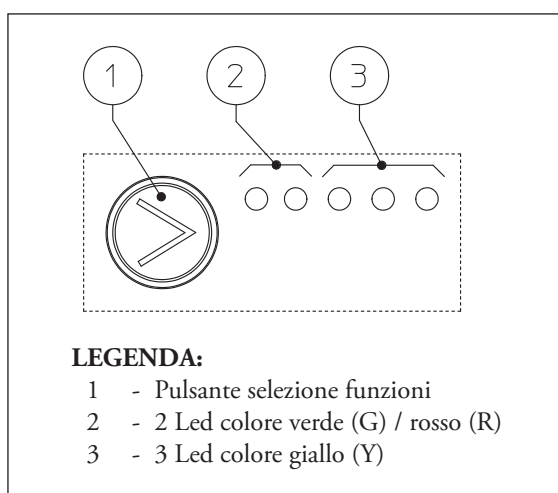 1 2 3
LEGENDA:
1 - Pulsante selezione funzioni
2 - 2 Led colore verde (G) / rosso (R)
3 - 3 Led colore giallo (Y)